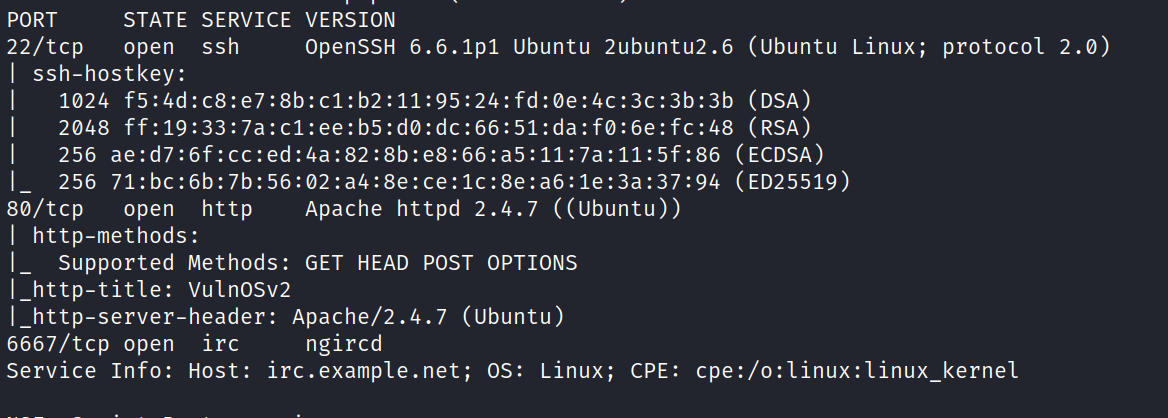 PORT     STATE SERVICE VERSION
22/tcp   open  ssh     OpenSSH 6.6.1p1 Ubuntu 2ubuntu2.6 (Ubuntu Linux; protocol 2.0)
| ssh-hostkey:
|   1024 f5:4d:c8:e7:8b:c1:b2:11:95:24:fd:0e:4c:3c:3b:3b (DSA)
|   2048 ff:19:33:7a:c1:ee:b5:d0:dc:66:51:da:f0:6e:fc:48 (RSA)
|   256 ae:d7:6f:cc:ed:4a:82:8b:e8:66:a5:11:7a:11:5f:86 (ECDSA)
|_  256 71:bc:6b:7b:56:02:a4:8e:ce:1c:8e:a6:1e:3a:37:94 (ED25519)
80/tcp   open  http    Apache httpd 2.4.7 ((Ubuntu))
| http-methods:
|_  Supported Methods: GET HEAD POST OPTIONS
|_http-title: VulnOSv2
|_http-server-header: Apache/2.4.7 (Ubuntu)
6667/tcp open  irc     ngircd
Service Info: Host: irc.example.net; OS: Linux; CPE: cpe:/o:linux:linux_kernel